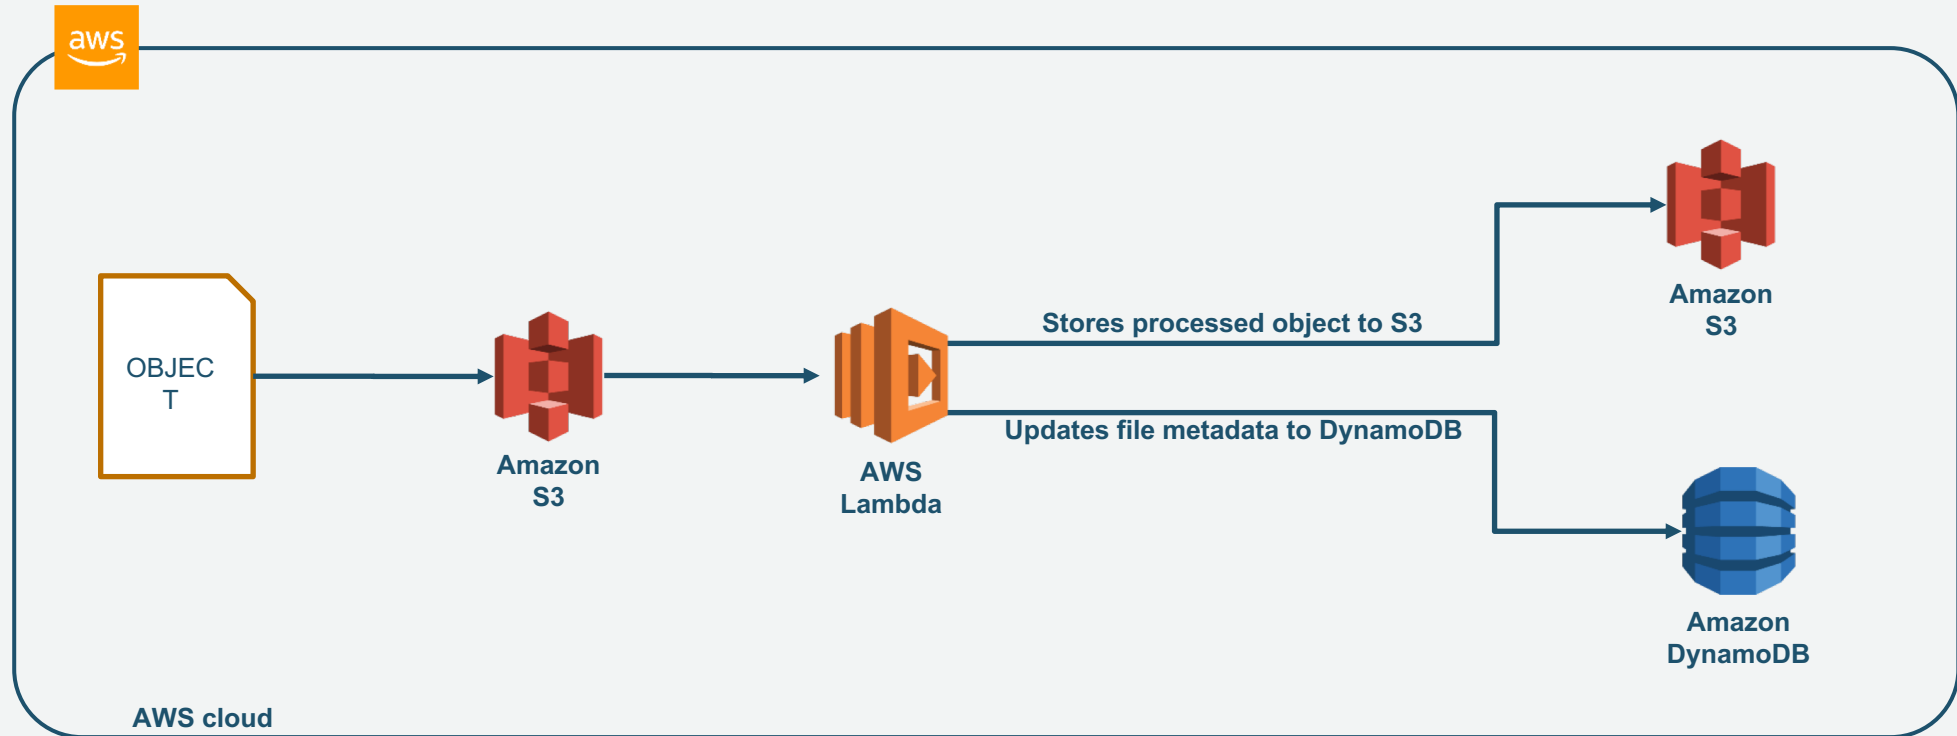 aws
OBJEC
T
Amazon
S3
AWS
Lambda
Stores processed object to S3
Updates file metadata to DynamoDB
Amazon
S3
Amazon
DynamoDB
AWS cloud